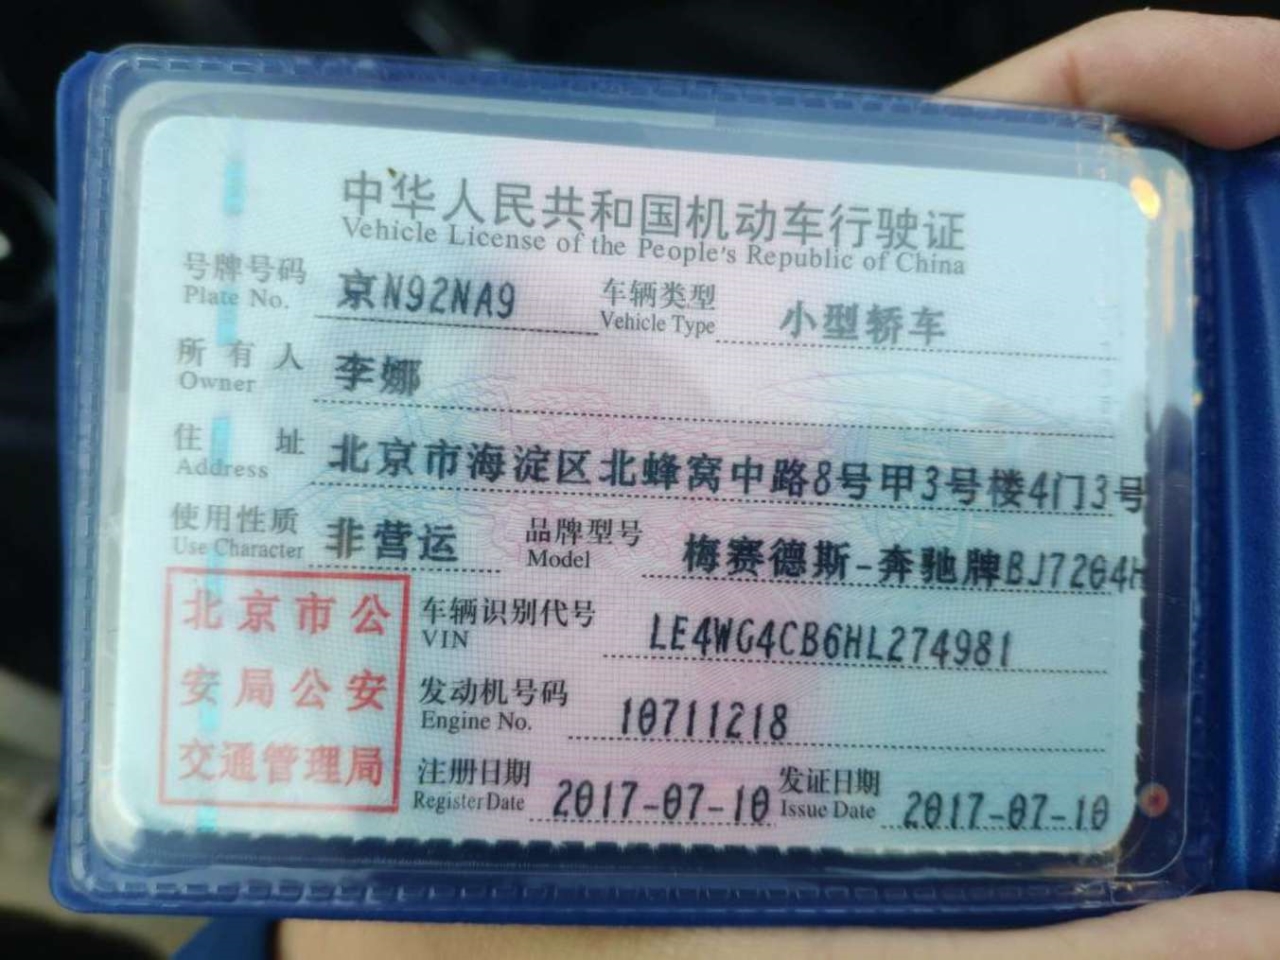 中华人民共和国机动车行驶证
Vehicle License of the People's Republic of China
号牌号码 京N92NA9 车辆类型 小型轿车
Plate No. Vehicle Type
所有人 李娜
Owner
住址 北京市海淀区北蜂窝中路8号甲3号楼4门3号
Address
使用性质 非营运 品牌型号 梅赛德斯-奔驰牌BJ7204H
Use Character Model
北京市公
安局公安
交通管理局
车辆识别代号 LE4WG4CB6HL274981
VIN
发动机号码 10711218
Engine No.
注册日期 2017-07-10 发证日期 2017-07-10
Register Date Issue Date